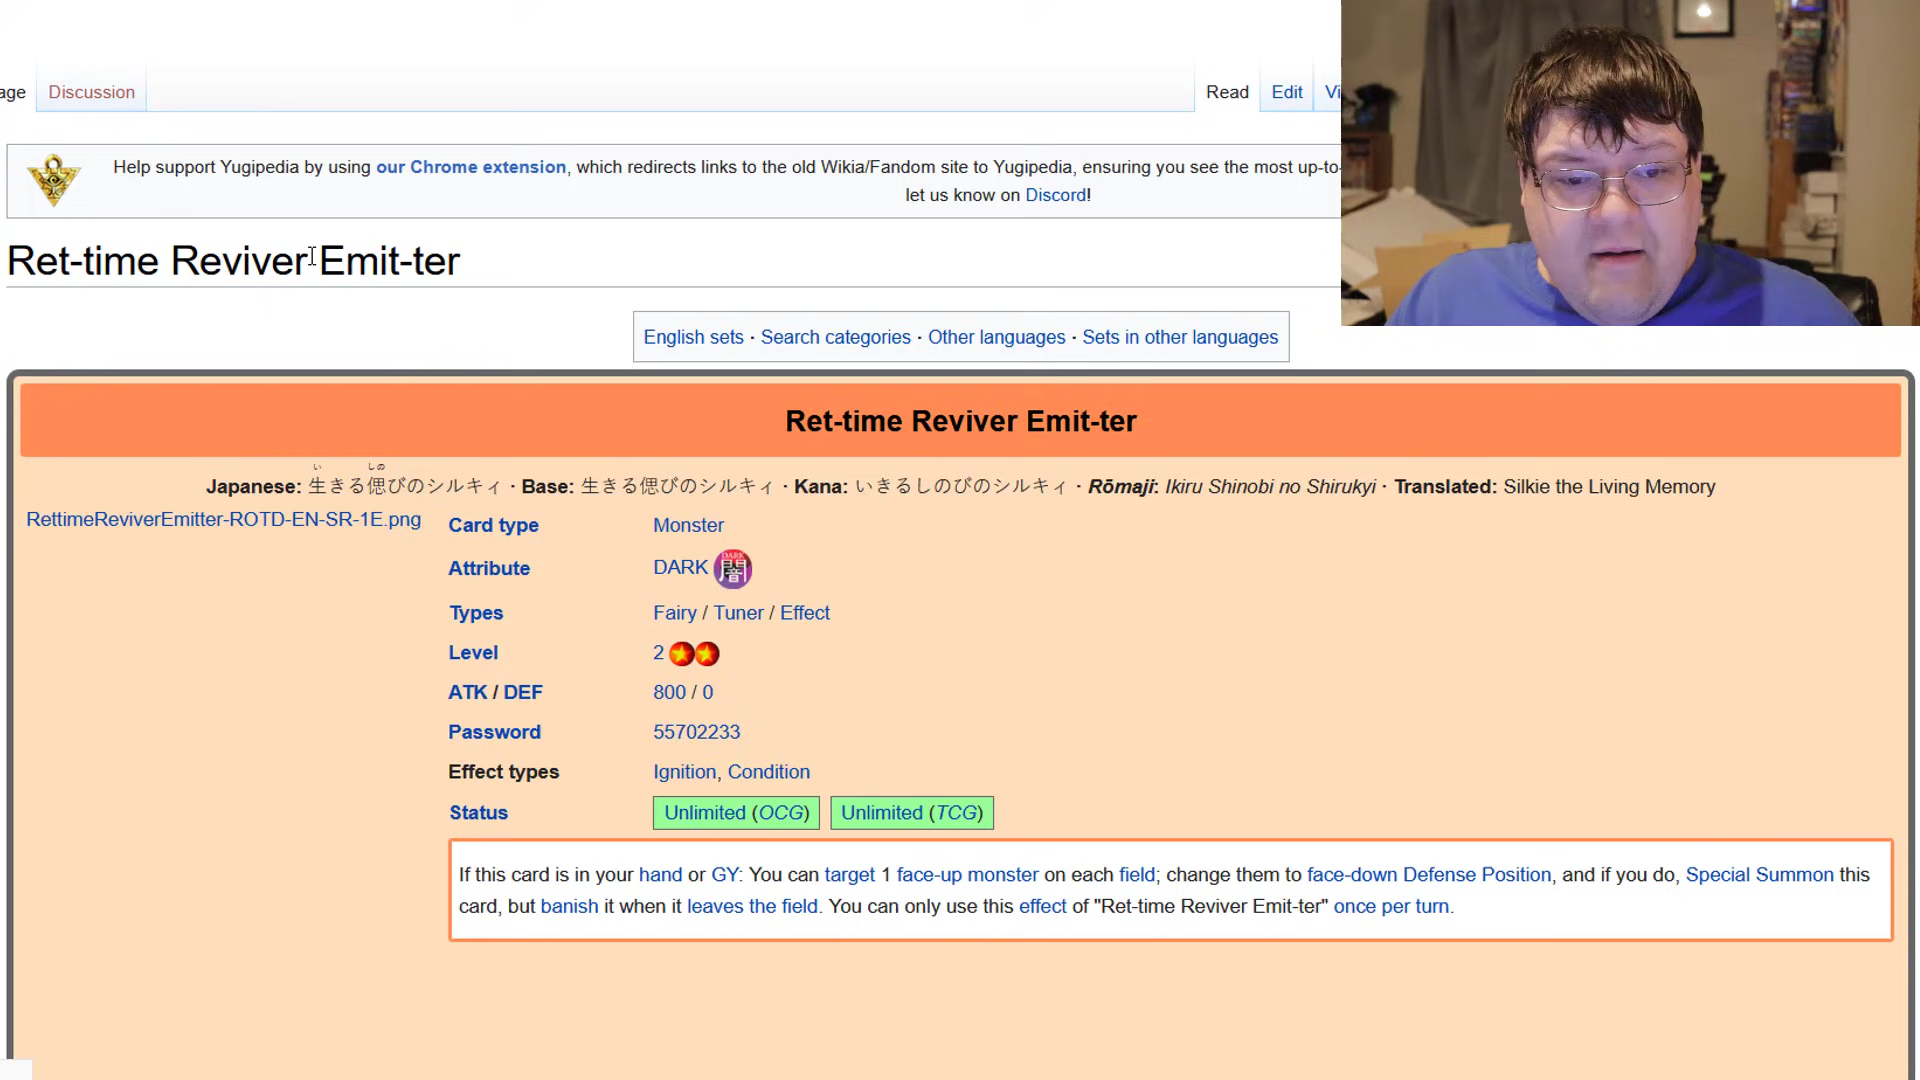 age Discussion Read Edit Vi
Help support Yugipedia by using our Chrome extension, which redirects links to the old Wikia/Fandom site to Yugipedia, ensuring you see the most up-to-
let us know on Discord!
Ret-time Reviver Emit-ter
English sets · Search categories · Other languages · Sets in other languages
Ret-time Reviver Emit-ter
い しの
Japanese: 生きる偲びのシルキィ · Base: 生きる偲びのシルキィ · Kana: いきるしのびのシルキィ · Rōmaji: Ikiru Shinobi no Shirukyi · Translated: Silkie the Living Memory
RettimeReviverEmitter-ROTD-EN-SR-1E.png
Card type Monster
Attribute DARK DARK 闇
Types Fairy / Tuner / Effect
Level 2
ATK / DEF 800 / 0
Password 55702233
Effect types Ignition, Condition
Status Unlimited (OCG) Unlimited (TCG)
If this card is in your hand or GY: You can target 1 face-up monster on each field; change them to face-down Defense Position, and if you do, Special Summon this
card, but banish it when it leaves the field. You can only use this effect of "Ret-time Reviver Emit-ter" once per turn.